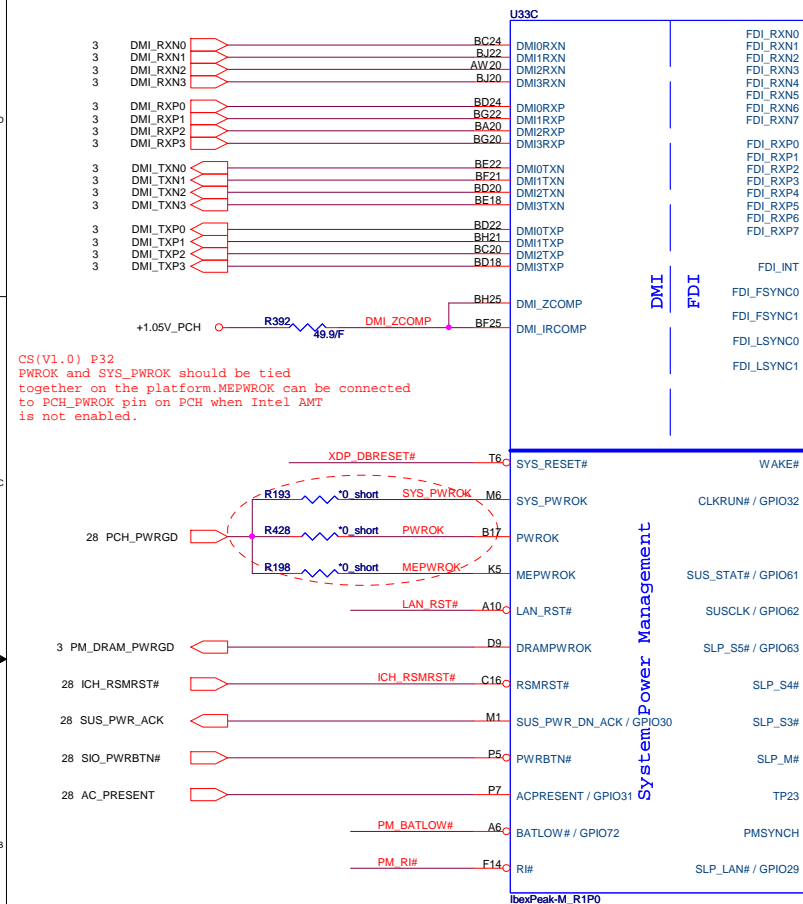 U33C
3 DMI_RXN0 BC24 DMI0RXN FDI_RXN0
3 DMI_RXN1 BJ22 DMI1RXN FDI_RXN1
3 DMI_RXN2 AW20 DMI2RXN FDI_RXN2
3 DMI_RXN3 BJ20 DMI3RXN FDI_RXN3
FDI_RXN4
FDI_RXN5
3 DMI_RXP0 BD24 DMI0RXP FDI_RXN6
3 DMI_RXP1 BG22 DMI1RXP FDI_RXN7
3 DMI_RXP2 BA20 DMI2RXP
3 DMI_RXP3 BG20 DMI3RXP FDI_RXP0
FDI_RXP1
3 DMI_TXN0 BE22 DMI0TXN FDI_RXP2
3 DMI_TXN1 BF21 DMI1TXN FDI_RXP3
3 DMI_TXN2 BD20 DMI2TXN FDI_RXP4
3 DMI_TXN3 BE18 DMI3TXN FDI_RXP5
FDI_RXP6
3 DMI_TXP0 BD22 DMI0TXP FDI_RXP7
3 DMI_TXP1 BH21 DMI1TXP
3 DMI_TXP2 BC20 DMI2TXP
3 DMI_TXP3 BD18 DMI3TXP FDI_INT
DMI FDI
FDI_FSYNC0
BH25 DMI_ZCOMP
FDI_FSYNC1
+1.05V_PCH R392 49.9/F DMI_ZCOMP BF25 DMI_IRCOMP
FDI_LSYNC0
FDI_LSYNC1
CS(V1.0) P32
PWROK and SYS_PWROK should be tied
together on the platform.MEPWROK can be connected
to PCH_PWROK pin on PCH when Intel AMT
is not enabled.
XDP_DBRESET# T6 SYS_RESET# WAKE#
R193 *0_short SYS_PWROK M6 SYS_PWROK CLKRUN# / GPIO32
28 PCH_PWRGD R428 *0_short PWROK B17 PWROK
R198 *0_short MEPWROK K5 MEPWROK SUS_STAT# / GPIO61
LAN_RST# A10 LAN_RST# SUSCLK / GPIO62
3 PM_DRAM_PWRGD D9 DRAMPWROK SLP_S5# / GPIO63
28 ICH_RSMRST# ICH_RSMRST# C16 RSMRST# SLP_S4#
28 SUS_PWR_ACK M1 SUS_PWR_DN_ACK / GPIO30 SLP_S3#
28 SIO_PWRBTN# P5 PWRBTN# SLP_M#
28 AC_PRESENT P7 ACPRESENT / GPIO31 TP23
PM_BATLOW# A6 BATLOW# / GPIO72 PMSYNCH
PM_RI# F14 RI# SLP_LAN# / GPIO29
System Power Management
IbexPeak-M_R1P0
C
B